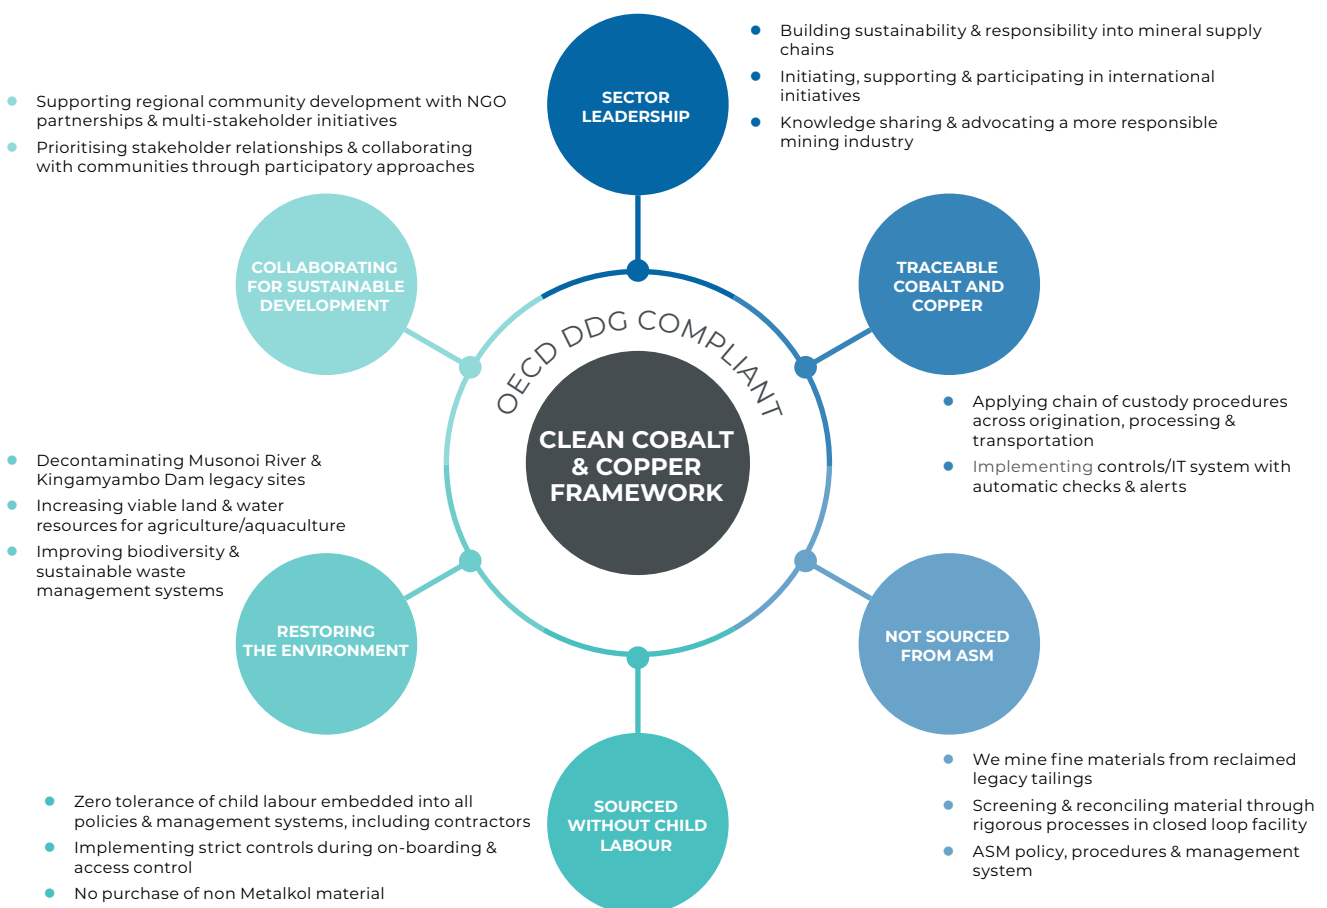 SECTOR
LEADERSHIP
Building sustainability & responsibility into mineral supply
chains
Initiating, supporting & participating in international
initiatives
Knowledge sharing & advocating a more responsible
mining industry
Supporting regional community development with NGO
partnerships & multi-stakeholder initiatives
Prioritising stakeholder relationships & collaborating
with communities through participatory approaches
COLLABORATING
FOR SUSTAINABLE
DEVELOPMENT
TRACEABLE
COBALT AND
COPPER
Applying chain of custody procedures
across origination, processing &
transportation
Implementing controls/IT system with
automatic checks & alerts
OECD DDG COMPLIANT
CLEAN COBALT
& COPPER
FRAMEWORK
Decontaminating Musonoi River &
Kingamyambo Dam legacy sites
Increasing viable land & water
resources for agriculture/aquaculture
Improving biodiversity &
sustainable waste
management systems
RESTORING
THE ENVIRONMENT
NOT SOURCED
FROM ASM
We mine fine materials from reclaimed
legacy tailings
Screening & reconciling material through
rigorous processes in closed loop facility
ASM policy, procedures & management
system
Zero tolerance of child labour embedded into all
policies & management systems, including contractors
Implementing strict controls during on-boarding &
access control
No purchase of non Metalkol material
SOURCED
WITHOUT CHILD
LABOUR